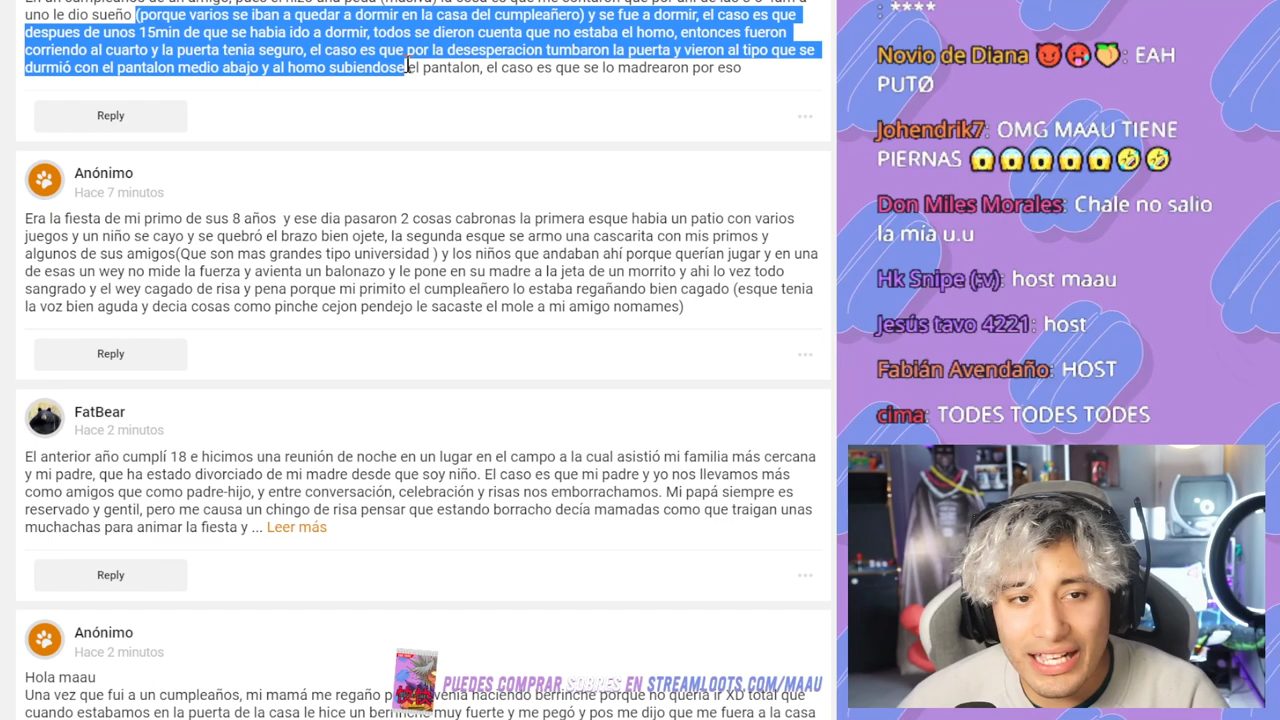 uno le dio sueño (porque varios se iban a quedar a dormir en la casa del cumpleañero) y se fue a dormir, el caso es que
despues de unos 15min de que se habia ido a dormir, todos se dieron cuenta que no estaba el homo, entonces fueron
corriendo al cuarto y la puerta tenia seguro, el caso es que por la desesperacion tumbaron la puerta y vieron al tipo que se
durmió con el pantalon medio abajo y al homo subiendose el pantalon, el caso es que se lo madrearon por eso
Reply
Anónimo
Hace 7 minutos
Era la fiesta de mi primo de sus 8 años y ese dia pasaron 2 cosas cabronas la primera esque habia un patio con varios
juegos y un niño se cayo y se quebró el brazo bien ojete, la segunda esque se armo una cascarita con mis primos y
algunos de sus amigos(Que son mas grandes tipo universidad ) y los niños que andaban ahí porque querían jugar y en una
de esas un wey no mide la fuerza y avienta un balonazo y le pone en su madre a la jeta de un morrito y ahi lo vez todo
sangrado y el wey cagado de risa y pena porque mi primito el cumpleañero lo estaba regañando bien cagado (esque tenia
la voz bien aguda y decia cosas como pinche cejon pendejo le sacaste el mole a mi amigo nomames)
Reply
FatBear
Hace 2 minutos
El anterior año cumplí 18 e hicimos una reunión de noche en un lugar en el campo a la cual asistió mi familia más cercana
y mi padre, que ha estado divorciado de mi madre desde que soy niño. El caso es que mi padre y yo nos llevamos más
como amigos que como padre-hijo, y entre conversación, celebración y risas nos emborrachamos. Mi papá siempre es
reservado y gentil, pero me causa un chingo de risa pensar que estando borracho decía mamadas como que traigan unas
muchachas para animar la fiesta y ... Leer más
Reply
Anónimo
Hace 2 minutos
Hola maau
Una vez que fui a un cumpleaños, mi mamá me regaño venia haciendo berrinche porque no quería ir XD total que
cuando estabamos en la puerta de la casa le hice un berrinche muy fuerte y me pegó y pos me dijo que me fuera a la casa
PUEDES COMPRAR SOBRES EN STREAMLOOTS.COM/MAAU
: ****
Novio de Diana 😈🥵🍑: EAH
PUTØ
Johendrik7: OMG MAAU TIENE
PIERNAS 😱😱😱😱😱🤣🤣
Don Miles Morales: Chale no salio
la mia u.u
Hk Snipe (:v): host maau
Jesús tavo 4221: host
Fabián Avendaño: HOST
cima: TODES TODES TODES